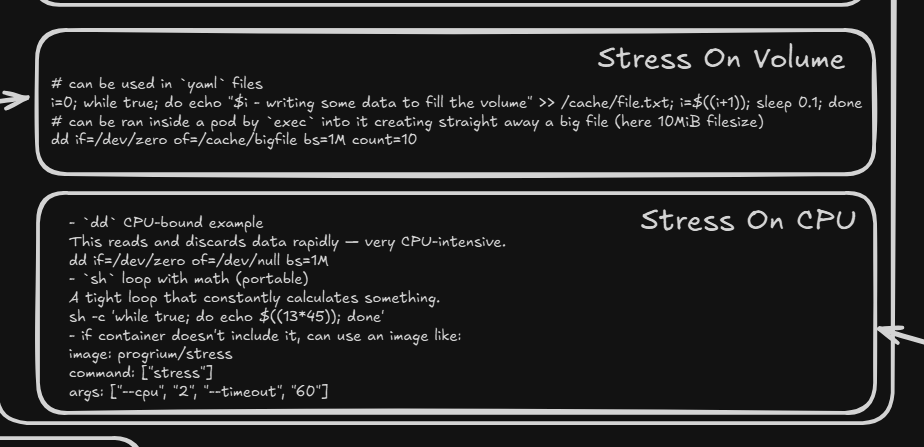 Stress On Volume
# can be used in `yaml` files
i=0; while true; do echo "$i - writing some data to fill the volume" >> /cache/file.txt; i=$((i+1)); sleep 0.1; done
# can be ran inside a pod by `exec` into it creating straight away a big file (here 10MiB filesize)
dd if=/dev/zero of=/cache/bigfile bs=1M count=10
Stress On CPU
- `dd` CPU-bound example
This reads and discards data rapidly — very CPU-intensive.
dd if=/dev/zero of=/dev/null bs=1M
- `sh` loop with math (portable)
A tight loop that constantly calculates something.
sh -c 'while true; do echo $((13*45)); done'
- if container doesn't include it, can use an image like:
image: progrium/stress
command: ["stress"]
args: ["--cpu", "2", "--timeout", "60"]